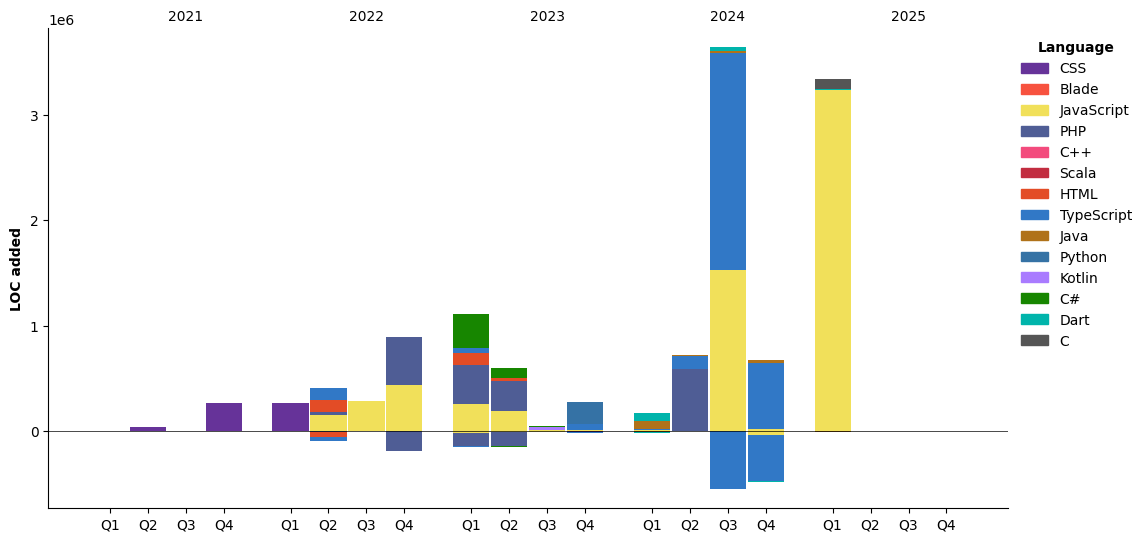 1e6
2021 2022 2023 2024 2025
LOC added
3
2
1
0
Q1 Q2 Q3 Q4 Q1 Q2 Q3 Q4 Q1 Q2 Q3 Q4 Q1 Q2 Q3 Q4 Q1 Q2 Q3 Q4
Language
CSS
Blade
JavaScript
PHP
C++
Scala
HTML
TypeScript
Java
Python
Kotlin
C#
Dart
C